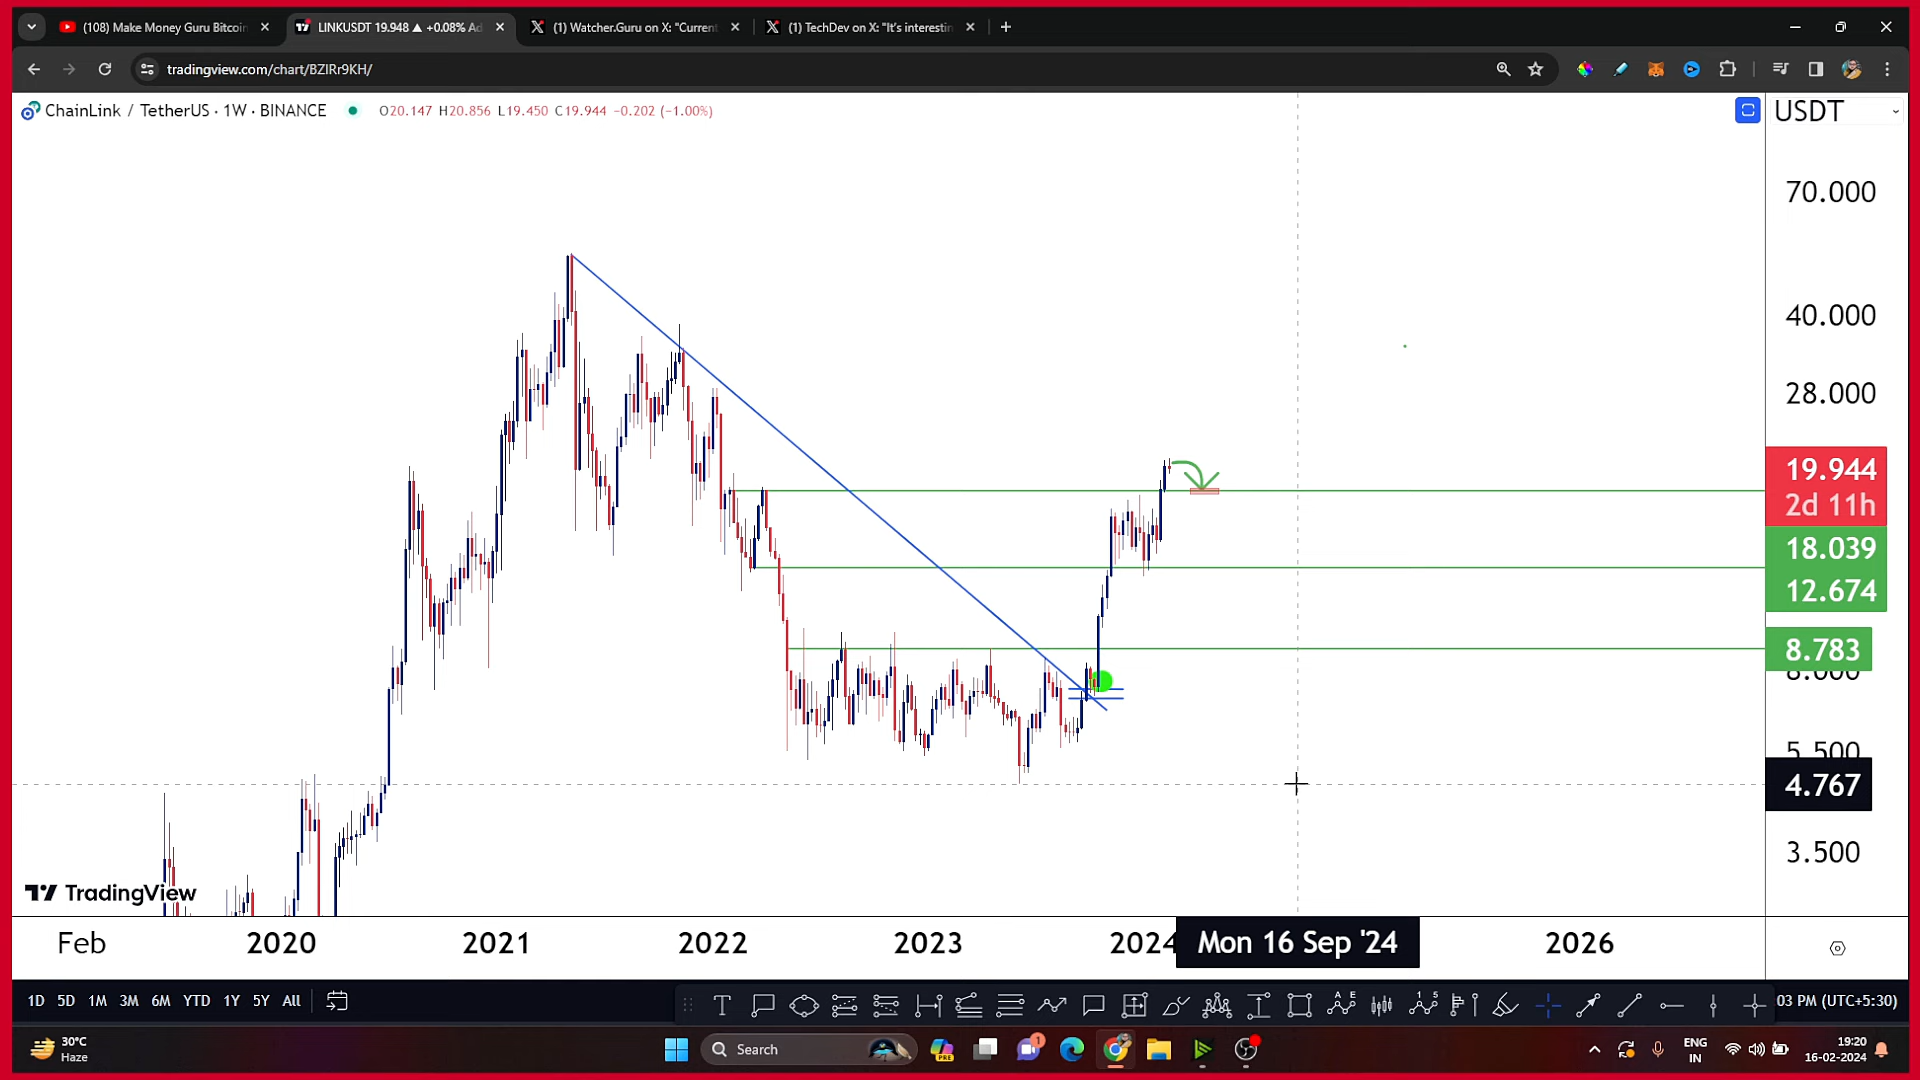 (108) Make Money Guru Bitcoin
LINKUSDT 19.948 ▲ +0.08% Ad
(1) Watcher.Guru on X: "Current
(1) TechDev on X: "It's interestin
tradingview.com/chart/BZIRr9KH/
ChainLink / TetherUS · 1W · BINANCE
O20.147 H20.856 L19.450 C19.944 −0.202 (−1.00%)
USDT
70.000
40.000
28.000
19.944
2d 11h
18.039
12.674
8.783
8.000
5.500
4.767
3.500
TradingView
Feb 2020 2021 2022 2023 2024 Mon 16 Sep '24 2026
1D 5D 1M 3M 6M YTD 1Y 5Y All
03 PM (UTC+5:30)
30°C
Haze
Search
PRE
1
ENG
IN
19:20
16-02-2024